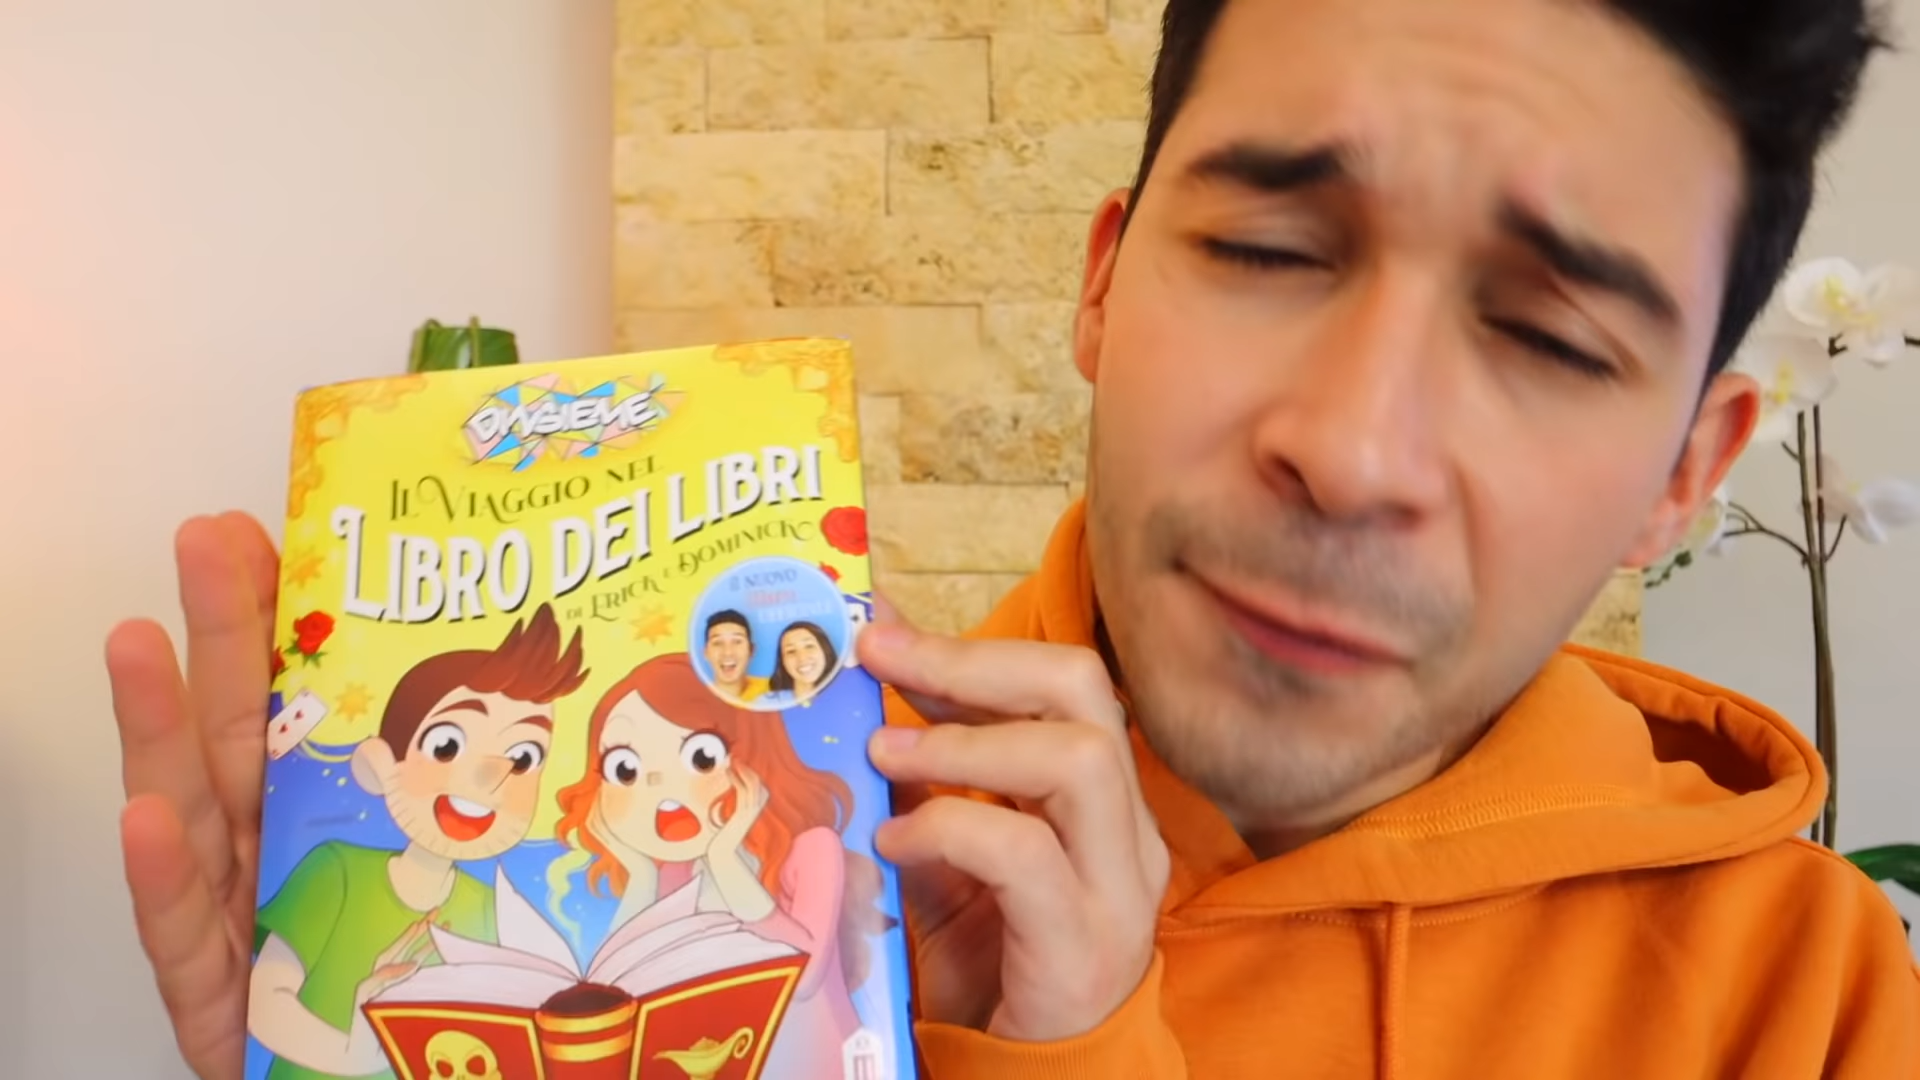 DINSIEME
IL VIAGGIO NEL
LIBRO DEI LIBRI
DI ERICK E DOMINICK
IL NUOVO